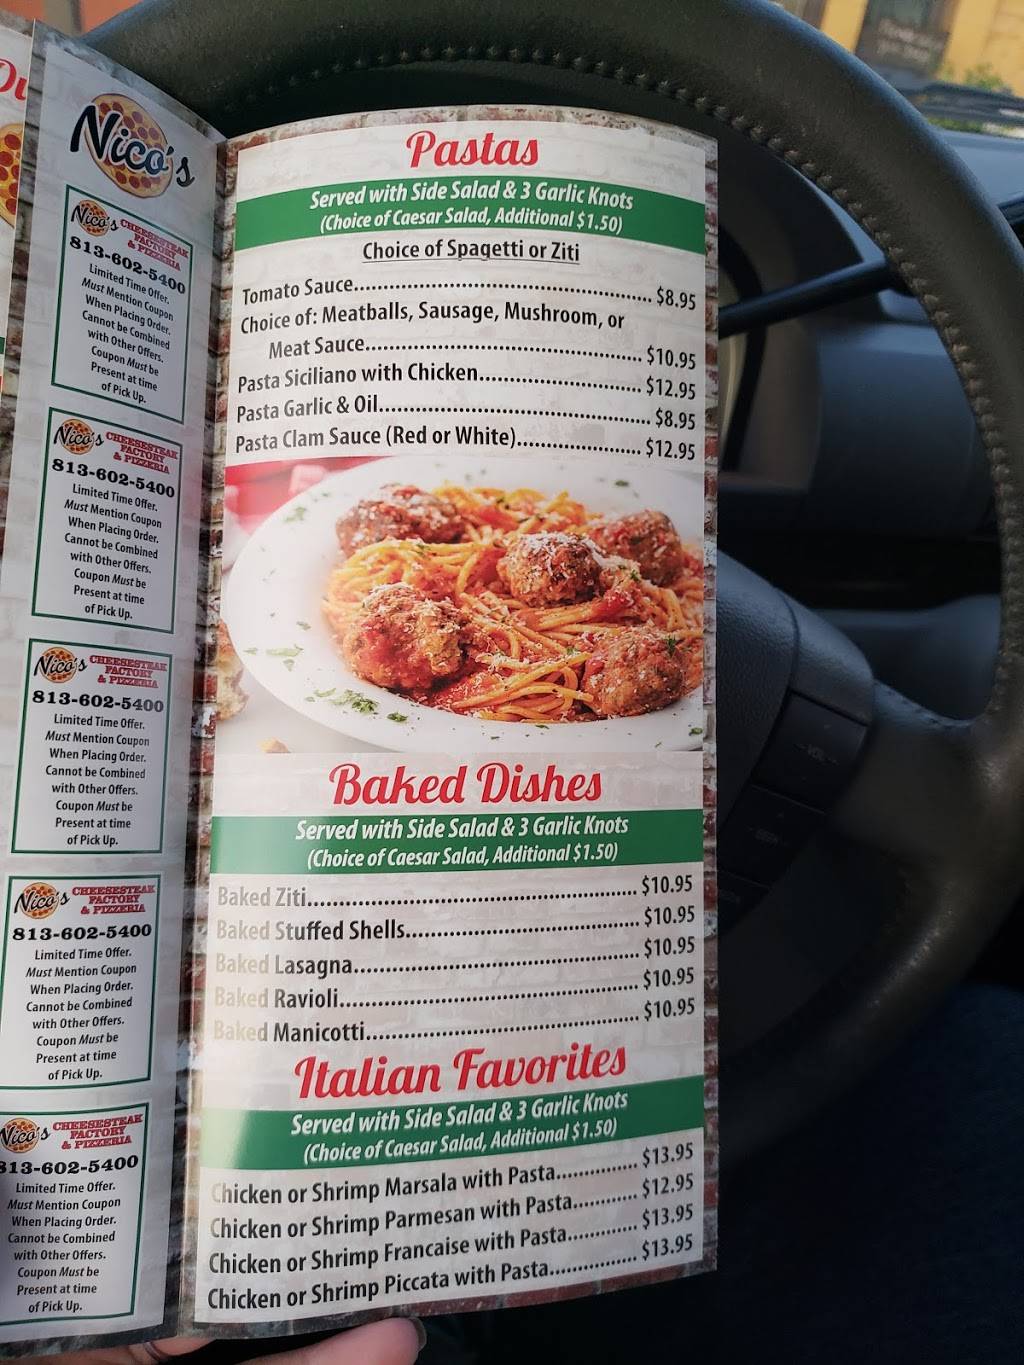 Nico's
Nico's CHEESESTEAK
FACTORY
& PIZZERIA
813-602-5400
Limited Time Offer.
Must Mention Coupon
When Placing Order.
Cannot be Combined
with Other Offers.
Coupon Must be
Present at time
of Pick Up.
Nico's CHEESESTEAK
FACTORY
& PIZZERIA
813-602-5400
Limited Time Offer.
Must Mention Coupon
When Placing Order.
Cannot be Combined
with Other Offers.
Coupon Must be
Present at time
of Pick Up.
Nico's CHEESESTEAK
FACTORY
& PIZZERIA
813-602-5400
Limited Time Offer.
Must Mention Coupon
When Placing Order.
Cannot be Combined
with Other Offers.
Coupon Must be
Present at time
of Pick Up.
Nico's CHEESESTEAK
FACTORY
& PIZZERIA
813-602-5400
Limited Time Offer.
Must Mention Coupon
When Placing Order.
Cannot be Combined
with Other Offers.
Coupon Must be
Present at time
of Pick Up.
Nico's CHEESESTEAK
FACTORY
& PIZZERIA
813-602-5400
Limited Time Offer.
Must Mention Coupon
When Placing Order.
Cannot be Combined
with Other Offers.
Coupon Must be
Present at time
of Pick Up.
Pastas
Served with Side Salad & 3 Garlic Knots
(Choice of Caesar Salad, Additional $1.50)
Choice of Spagetti or Ziti
Tomato Sauce.................................................... $8.95
Choice of: Meatballs, Sausage, Mushroom, or
Meat Sauce................................................ $10.95
Pasta Siciliano with Chicken............................ $12.95
Pasta Garlic & Oil................................................ $8.95
Pasta Clam Sauce (Red or White)..................... $12.95
Baked Dishes
Served with Side Salad & 3 Garlic Knots
(Choice of Caesar Salad, Additional $1.50)
Baked Ziti........................................................ $10.95
Baked Stuffed Shells........................................ $10.95
Baked Lasagna................................................. $10.95
Baked Ravioli................................................... $10.95
Baked Manicotti............................................... $10.95
Italian Favorites
Served with Side Salad & 3 Garlic Knots
(Choice of Caesar Salad, Additional $1.50)
Chicken or Shrimp Marsala with Pasta.............. $13.95
Chicken or Shrimp Parmesan with Pasta........... $12.95
Chicken or Shrimp Francaise with Pasta............ $13.95
Chicken or Shrimp Piccata with Pasta............... $13.95
VOL